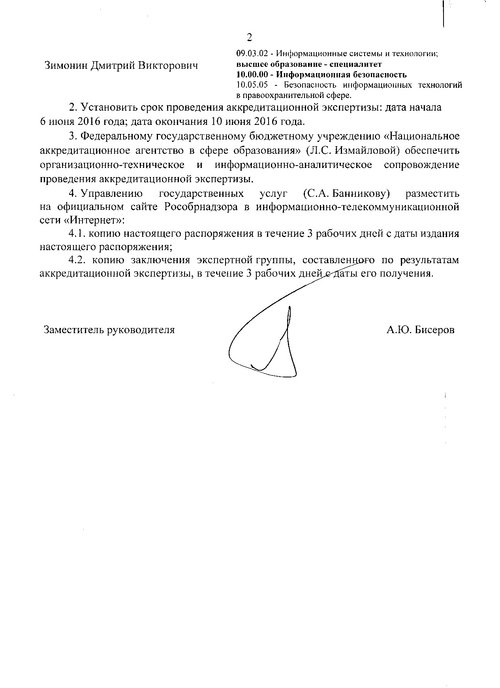 2
Зимонин Дмитрий Викторович
09.03.02 - Информационные системы и технологии;
высшее образование - специалитет
10.00.00 - Информационная безопасность
10.05.05 - Безопасность информационных технологий
в правоохранительной сфере.
2. Установить срок проведения аккредитационной экспертизы: дата начала
6 июня 2016 года; дата окончания 10 июня 2016 года.
3. Федеральному государственному бюджетному учреждению «Национальное
аккредитационное агентство в сфере образования» (Л.С. Измайловой) обеспечить
организационно-техническое и информационно-аналитическое сопровождение
проведения аккредитационной экспертизы.
4. Управлению государственных услуг (С.А. Банникову) разместить
на официальном сайте Рособрнадзора в информационно-телекоммуникационной
сети «Интернет»:
4.1. копию настоящего распоряжения в течение 3 рабочих дней с даты издания
настоящего распоряжения;
4.2. копию заключения экспертной группы, составленного по результатам
аккредитационной экспертизы, в течение 3 рабочих дней с даты его получения.
Заместитель руководителя
А.Ю. Бисеров